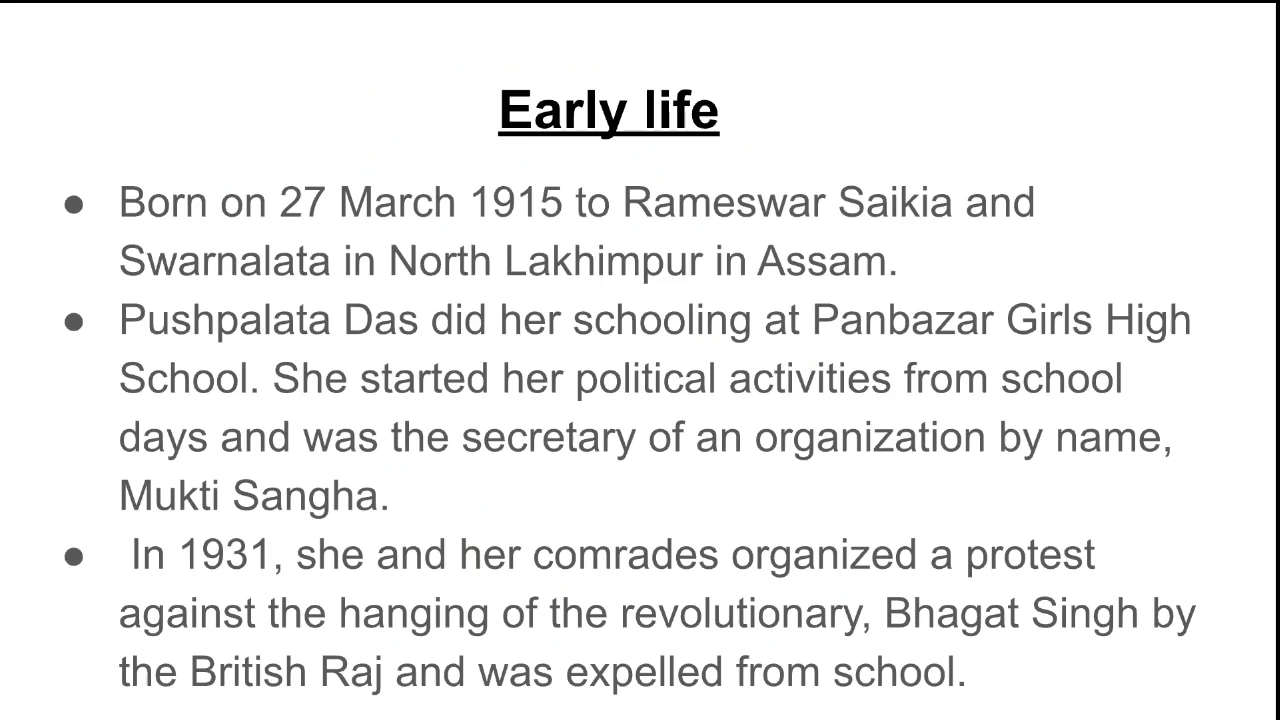 Early life
● Born on 27 March 1915 to Rameswar Saikia and
Swarnalata in North Lakhimpur in Assam.
● Pushpalata Das did her schooling at Panbazar Girls High
School. She started her political activities from school
days and was the secretary of an organization by name,
Mukti Sangha.
● In 1931, she and her comrades organized a protest
against the hanging of the revolutionary, Bhagat Singh by
the British Raj and was expelled from school.